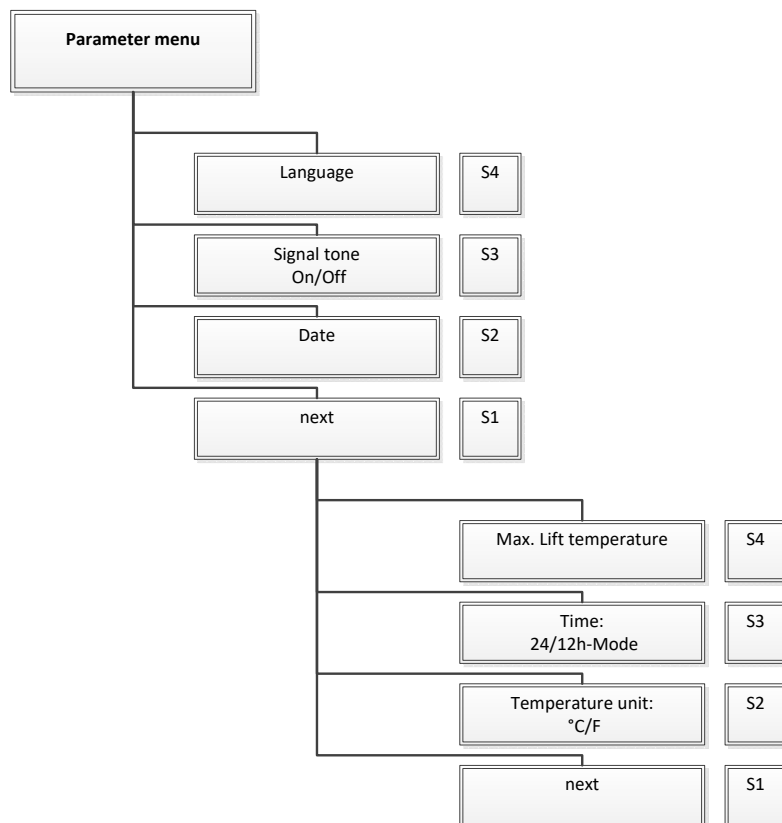 Parameter menu
Language
S4
Signal tone
On/Off
S3
Date
S2
next
S1
Max. Lift temperature
S4
Time:
24/12h-Mode
S3
Temperature unit:
°C/F
S2
next
S1